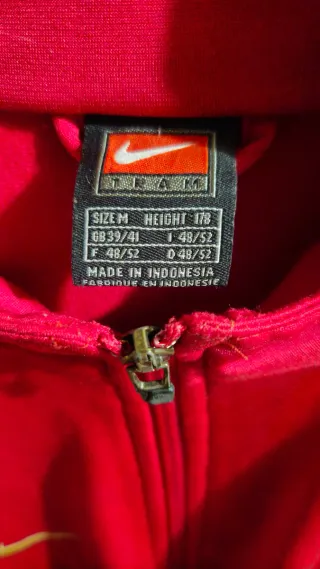 TEAM
SIZE M HEIGHT 178
GB 39/41 I 48/52
F 48/52 D 48/52
MADE IN INDONESIA
FABRIQUE EN INDONESIE